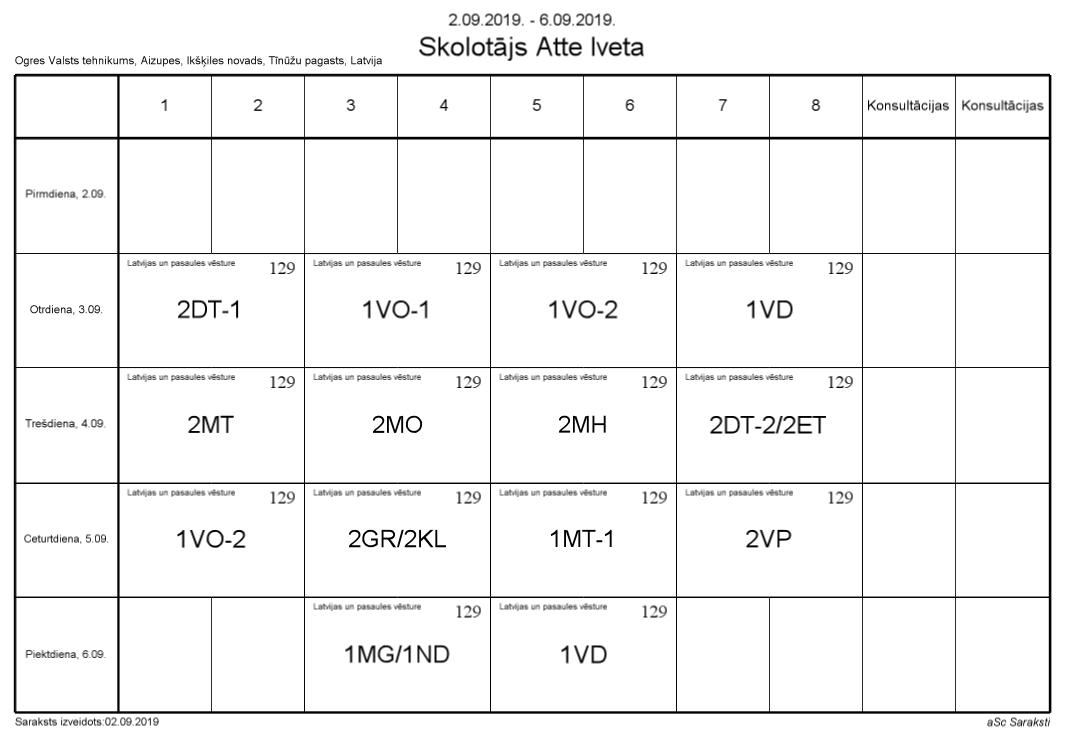 2.09.2019. - 6.09.2019.
Skolotājs Atte Iveta
Ogres Valsts tehnikums, Aizupes, Ikšķiles novads, Tīnūžu pagasts, Latvija
1 2 3 4 5 6 7 8 Konsultācijas Konsultācijas
Pirmdiena, 2.09.
Latvijas un pasaules vēsture 129 Latvijas un pasaules vēsture 129 Latvijas un pasaules vēsture 129 Latvijas un pasaules vēsture 129
Otrdiena, 3.09. 2DT-1 1VO-1 1VO-2 1VD
Latvijas un pasaules vēsture 129 Latvijas un pasaules vēsture 129 Latvijas un pasaules vēsture 129 Latvijas un pasaules vēsture 129
Trešdiena, 4.09. 2MT 2MO 2MH 2DT-2/2ET
Latvijas un pasaules vēsture 129 Latvijas un pasaules vēsture 129 Latvijas un pasaules vēsture 129 Latvijas un pasaules vēsture 129
Ceturtdiena, 5.09. 1VO-2 2GR/2KL 1MT-1 2VP
Latvijas un pasaules vēsture 129 Latvijas un pasaules vēsture 129
Piektdiena, 6.09. 1MG/1ND 1VD
Saraksts izveidots:02.09.2019 aSc Saraksti